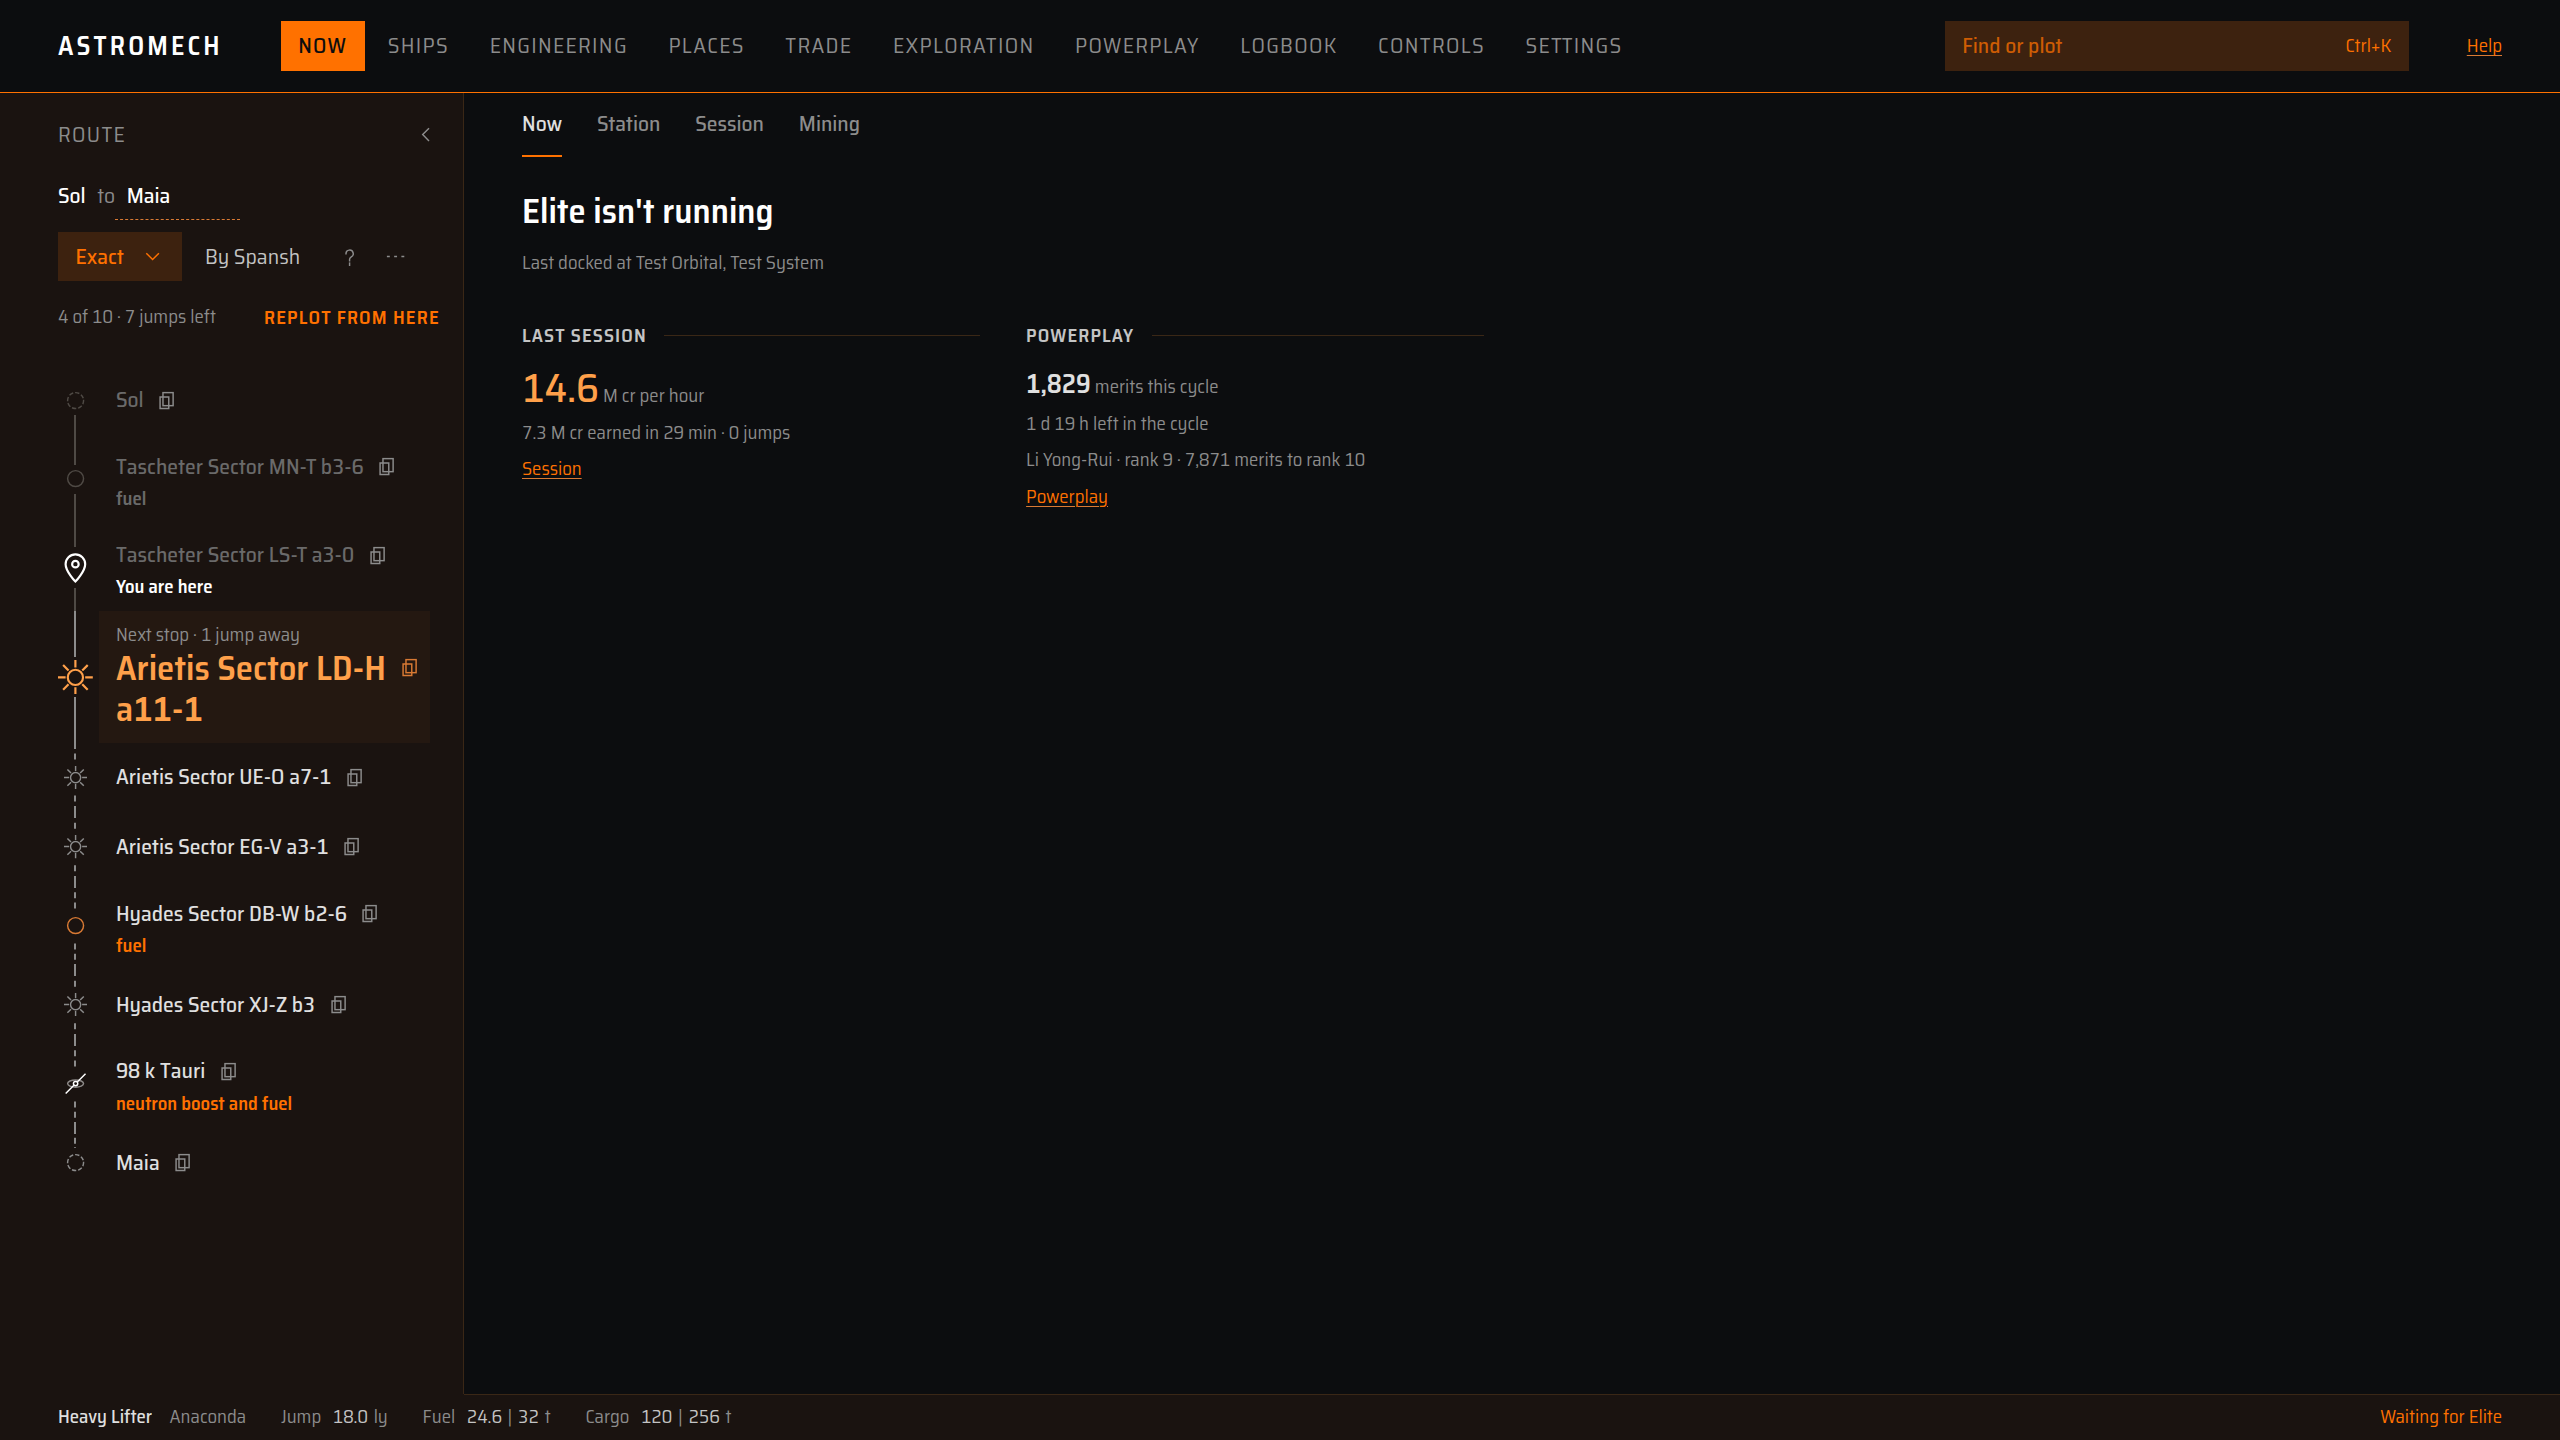 ASTROMECH
NOW SHIPS ENGINEERING PLACES TRADE EXPLORATION POWERPLAY LOGBOOK CONTROLS SETTINGS
Find or plot Ctrl+K
Help
ROUTE
Sol to Maia
Exact By Spansh ? ···
4 of 10 · 7 jumps left REPLOT FROM HERE
Sol
Tascheter Sector MN-T b3-6
fuel
Tascheter Sector LS-T a3-0
You are here
Next stop · 1 jump away
Arietis Sector LD-H
a11-1
Arietis Sector UE-O a7-1
Arietis Sector EG-V a3-1
Hyades Sector DB-W b2-6
fuel
Hyades Sector XJ-Z b3
98 k Tauri
neutron boost and fuel
Maia
Now Station Session Mining
Elite isn't running
Last docked at Test Orbital, Test System
LAST SESSION
14.6 M cr per hour
7.3 M cr earned in 29 min · 0 jumps
Session
POWERPLAY
1,829 merits this cycle
1 d 19 h left in the cycle
Li Yong-Rui · rank 9 · 7,871 merits to rank 10
Powerplay
Heavy Lifter Anaconda Jump 18.0 ly Fuel 24.6 | 32 t Cargo 120 | 256 t
Waiting for Elite